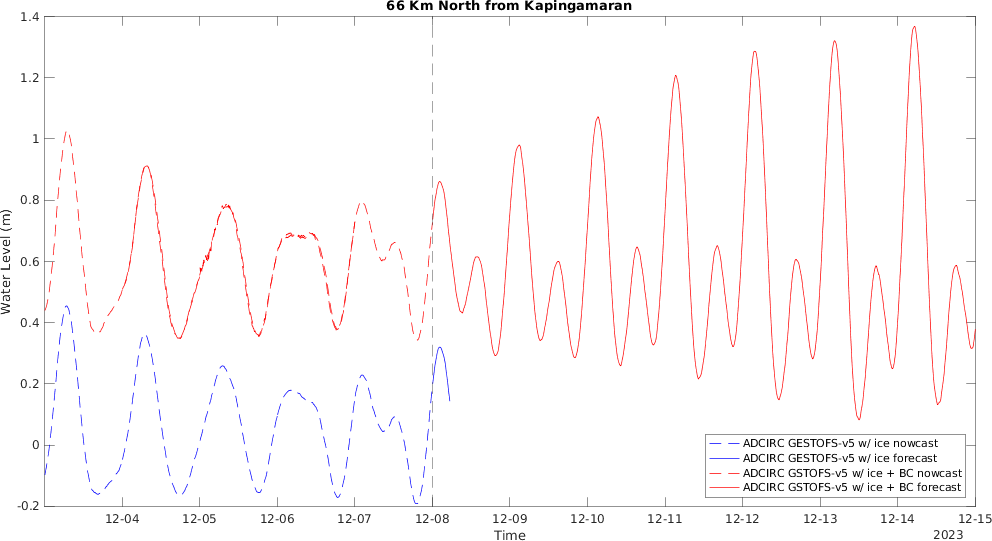 66 Km North from Kapingamaran
1.4
1.2
1
0.8
0.6
0.4
0.2
0
-0.2
Water Level (m)
12-04 12-05 12-06 12-07 12-08 12-09 12-10 12-11 12-12 12-13 12-14 12-15
Time
2023
ADCIRC GESTOFS-v5 w/ ice nowcast
ADCIRC GESTOFS-v5 w/ ice forecast
ADCIRC GSTOFS-v5 w/ ice + BC nowcast
ADCIRC GSTOFS-v5 w/ ice + BC forecast